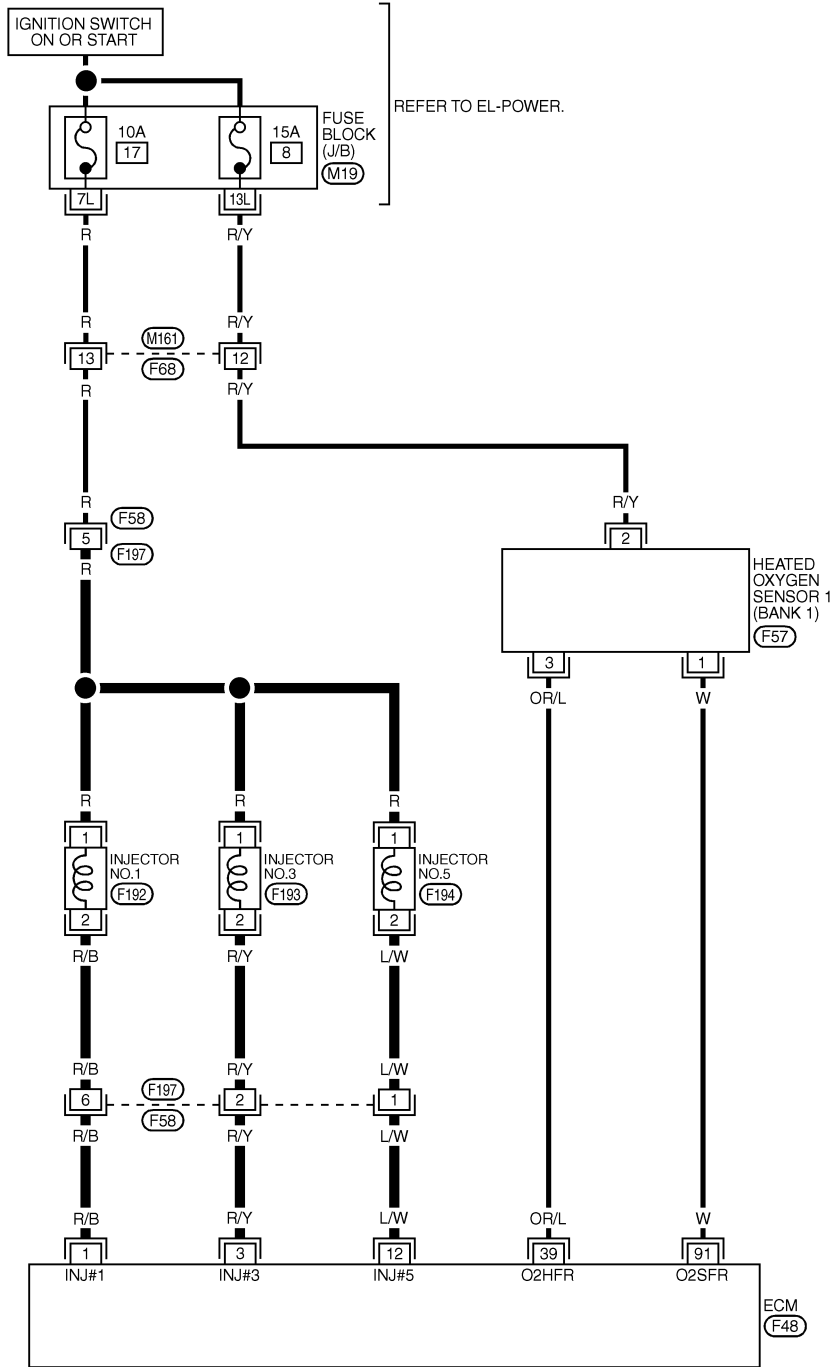 IGNITION SWITCH
ON OR START
REFER TO EL-POWER.
10A
17
15A
8
FUSE
BLOCK
(J/B)
M19
7L
13L
R
R/Y
R
R/Y
M161
13
12
F68
R
R/Y
R
R/Y
F58
5
2
F197
R
HEATED
OXYGEN
SENSOR 1
(BANK 1)
F57
3
1
OR/L
W
R
R
R
1
1
1
INJECTOR
NO.1
F192
INJECTOR
NO.3
F193
INJECTOR
NO.5
F194
2
2
2
R/B
R/Y
L/W
R/B
R/Y
L/W
F197
6
2
1
F58
R/B
R/Y
L/W
R/B
R/Y
L/W
OR/L
W
1
3
12
39
91
INJ#1
INJ#3
INJ#5
O2HFR
O2SFR
ECM
F48